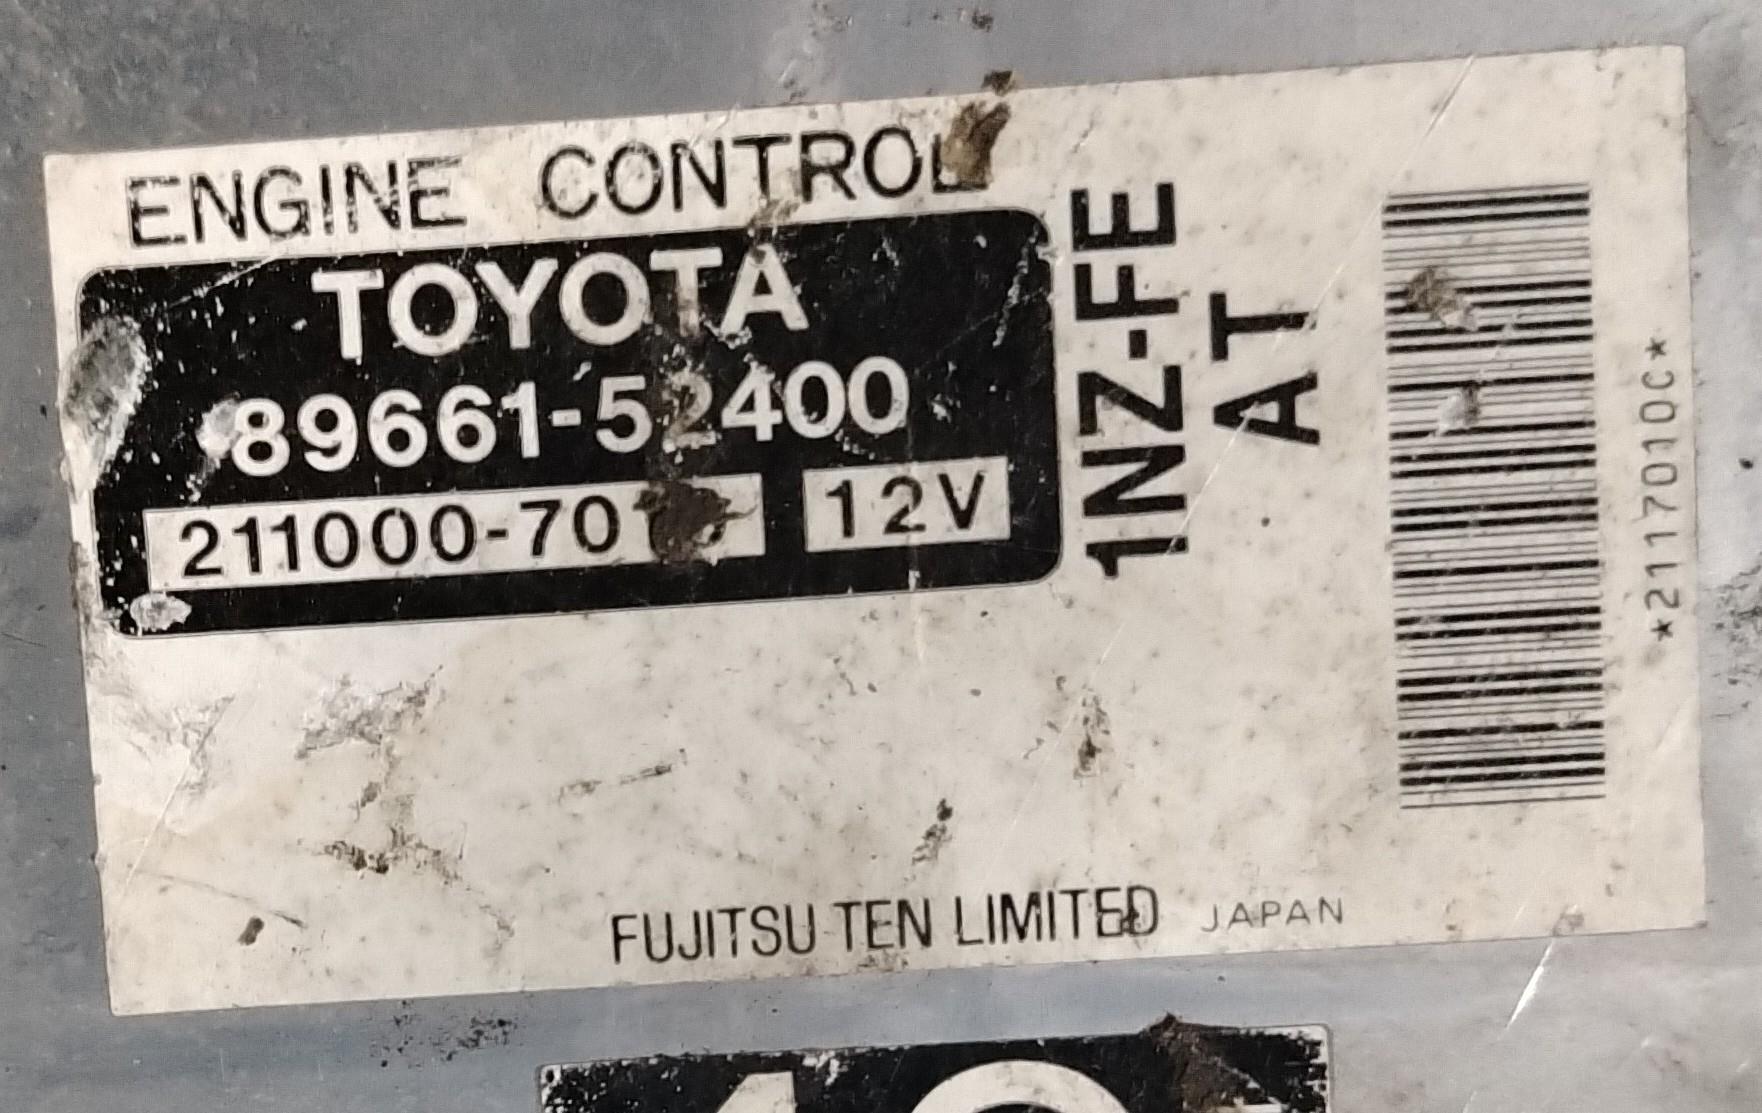 ENGINE CONTROL
TOYOTA
89661-52400
12V
1NZ-FE
AT
*2117010C*
FUJITSU TEN LIMITED JAPAN